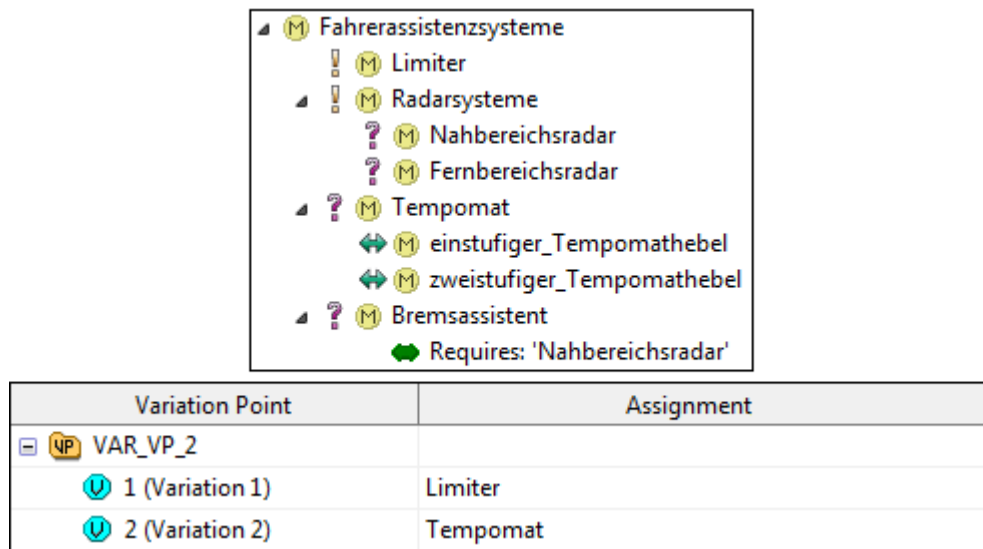 M Fahrerassistenzsysteme
! M Limiter
! M Radarsysteme
? M Nahbereichsradar
? M Fernbereichsradar
? M Tempomat
M einstufiger_Tempomathebel
M zweistufiger_Tempomathebel
? M Bremsassistent
Requires: 'Nahbereichsradar'
Variation Point Assignment
VP VAR_VP_2
V 1 (Variation 1) Limiter
V 2 (Variation 2) Tempomat